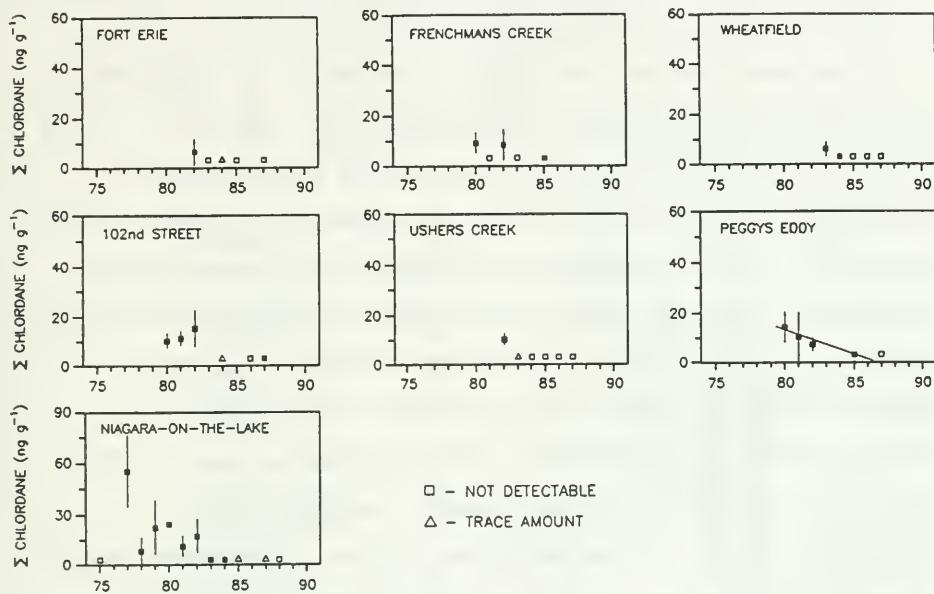 60
40
20
0
Σ CHLORDANE (ng g⁻¹)
FORT ERIE
75 80 85 90
60
40
20
0
FRENCHMANS CREEK
75 80 85 90
60
40
20
0
WHEATFIELD
75 80 85 90
60
40
20
0
Σ CHLORDANE (ng g⁻¹)
102nd STREET
75 80 85 90
60
40
20
0
USHERS CREEK
75 80 85 90
60
40
20
0
PEGGYS EDDY
75 80 85 90
90
60
30
0
Σ CHLORDANE (ng g⁻¹)
NIAGARA-ON-THE-LAKE
75 80 85 90
□ - NOT DETECTABLE
△ - TRACE AMOUNT